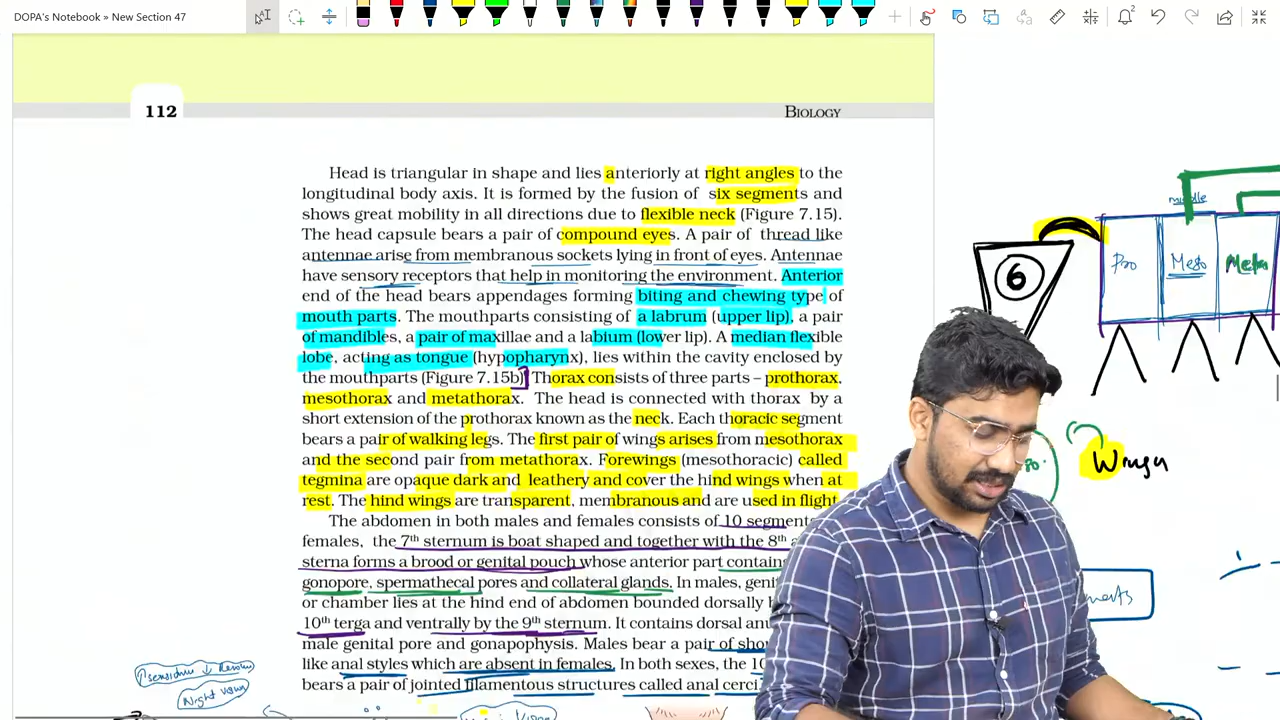 DOPA's Notebook » New Section 47
112
BIOLOGY
Head is triangular in shape and lies anteriorly at right angles to the
longitudinal body axis. It is formed by the fusion of six segments and
shows great mobility in all directions due to flexible neck (Figure 7.15).
The head capsule bears a pair of compound eyes. A pair of thread like
antennae arise from membranous sockets lying in front of eyes. Antennae
have sensory receptors that help in monitoring the environment. Anterior
end of the head bears appendages forming biting and chewing type of
mouth parts. The mouthparts consisting of a labrum (upper lip), a pair
of mandibles, a pair of maxillae and a labium (lower lip). A median flexible
lobe, acting as tongue (hypopharynx), lies within the cavity enclosed by
the mouthparts (Figure 7.15b). Thorax consists of three parts – prothorax,
mesothorax and metathorax. The head is connected with thorax by a
short extension of the prothorax known as the neck. Each thoracic segment
bears a pair of walking legs. The first pair of wings arises from mesothorax
and the second pair from metathorax. Forewings (mesothoracic) called
tegmina are opaque dark and leathery and cover the hind wings when at
rest. The hind wings are transparent, membranous and are used in flight
The abdomen in both males and females consists of 10 segments
females, the 7th sternum is boat shaped and together with the 8th
sterna forms a brood or genital pouch whose anterior part contains
gonopore, spermathecal pores and collateral glands. In males, geni
or chamber lies at the hind end of abdomen bounded dorsally
10th terga and ventrally by the 9th sternum. It contains dorsal anu
male genital pore and gonapophysis. Males bear a pair of sho
like anal styles which are absent in females. In both sexes, the 10
bears a pair of jointed filamentous structures called anal cerci
middle
6
Pro
Meso
Meta
Wings
Night vision